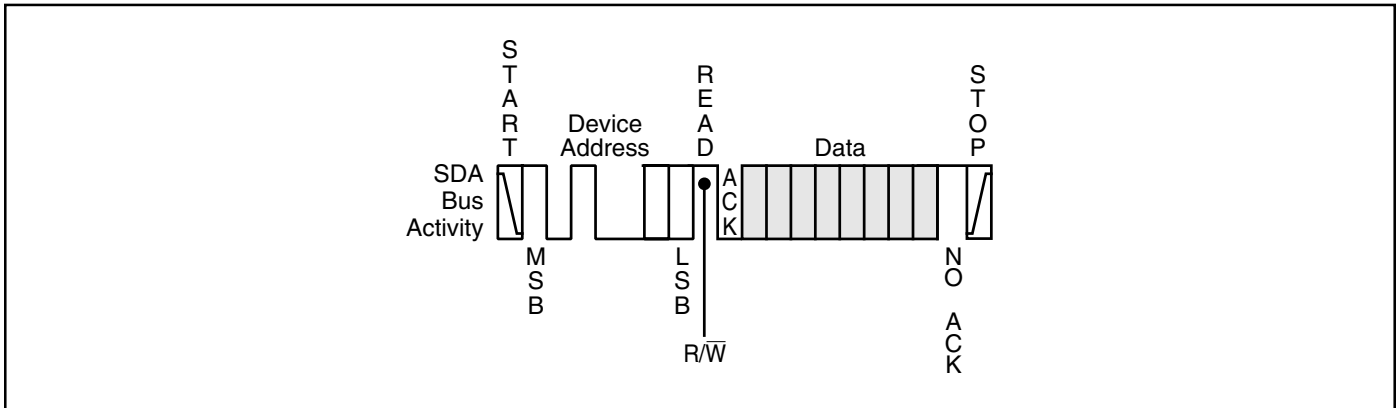 START
Device
Address
READ
Data
STOP
SDA
Bus
Activity
ACK
MSB
LSB
R/W̅
NO ACK